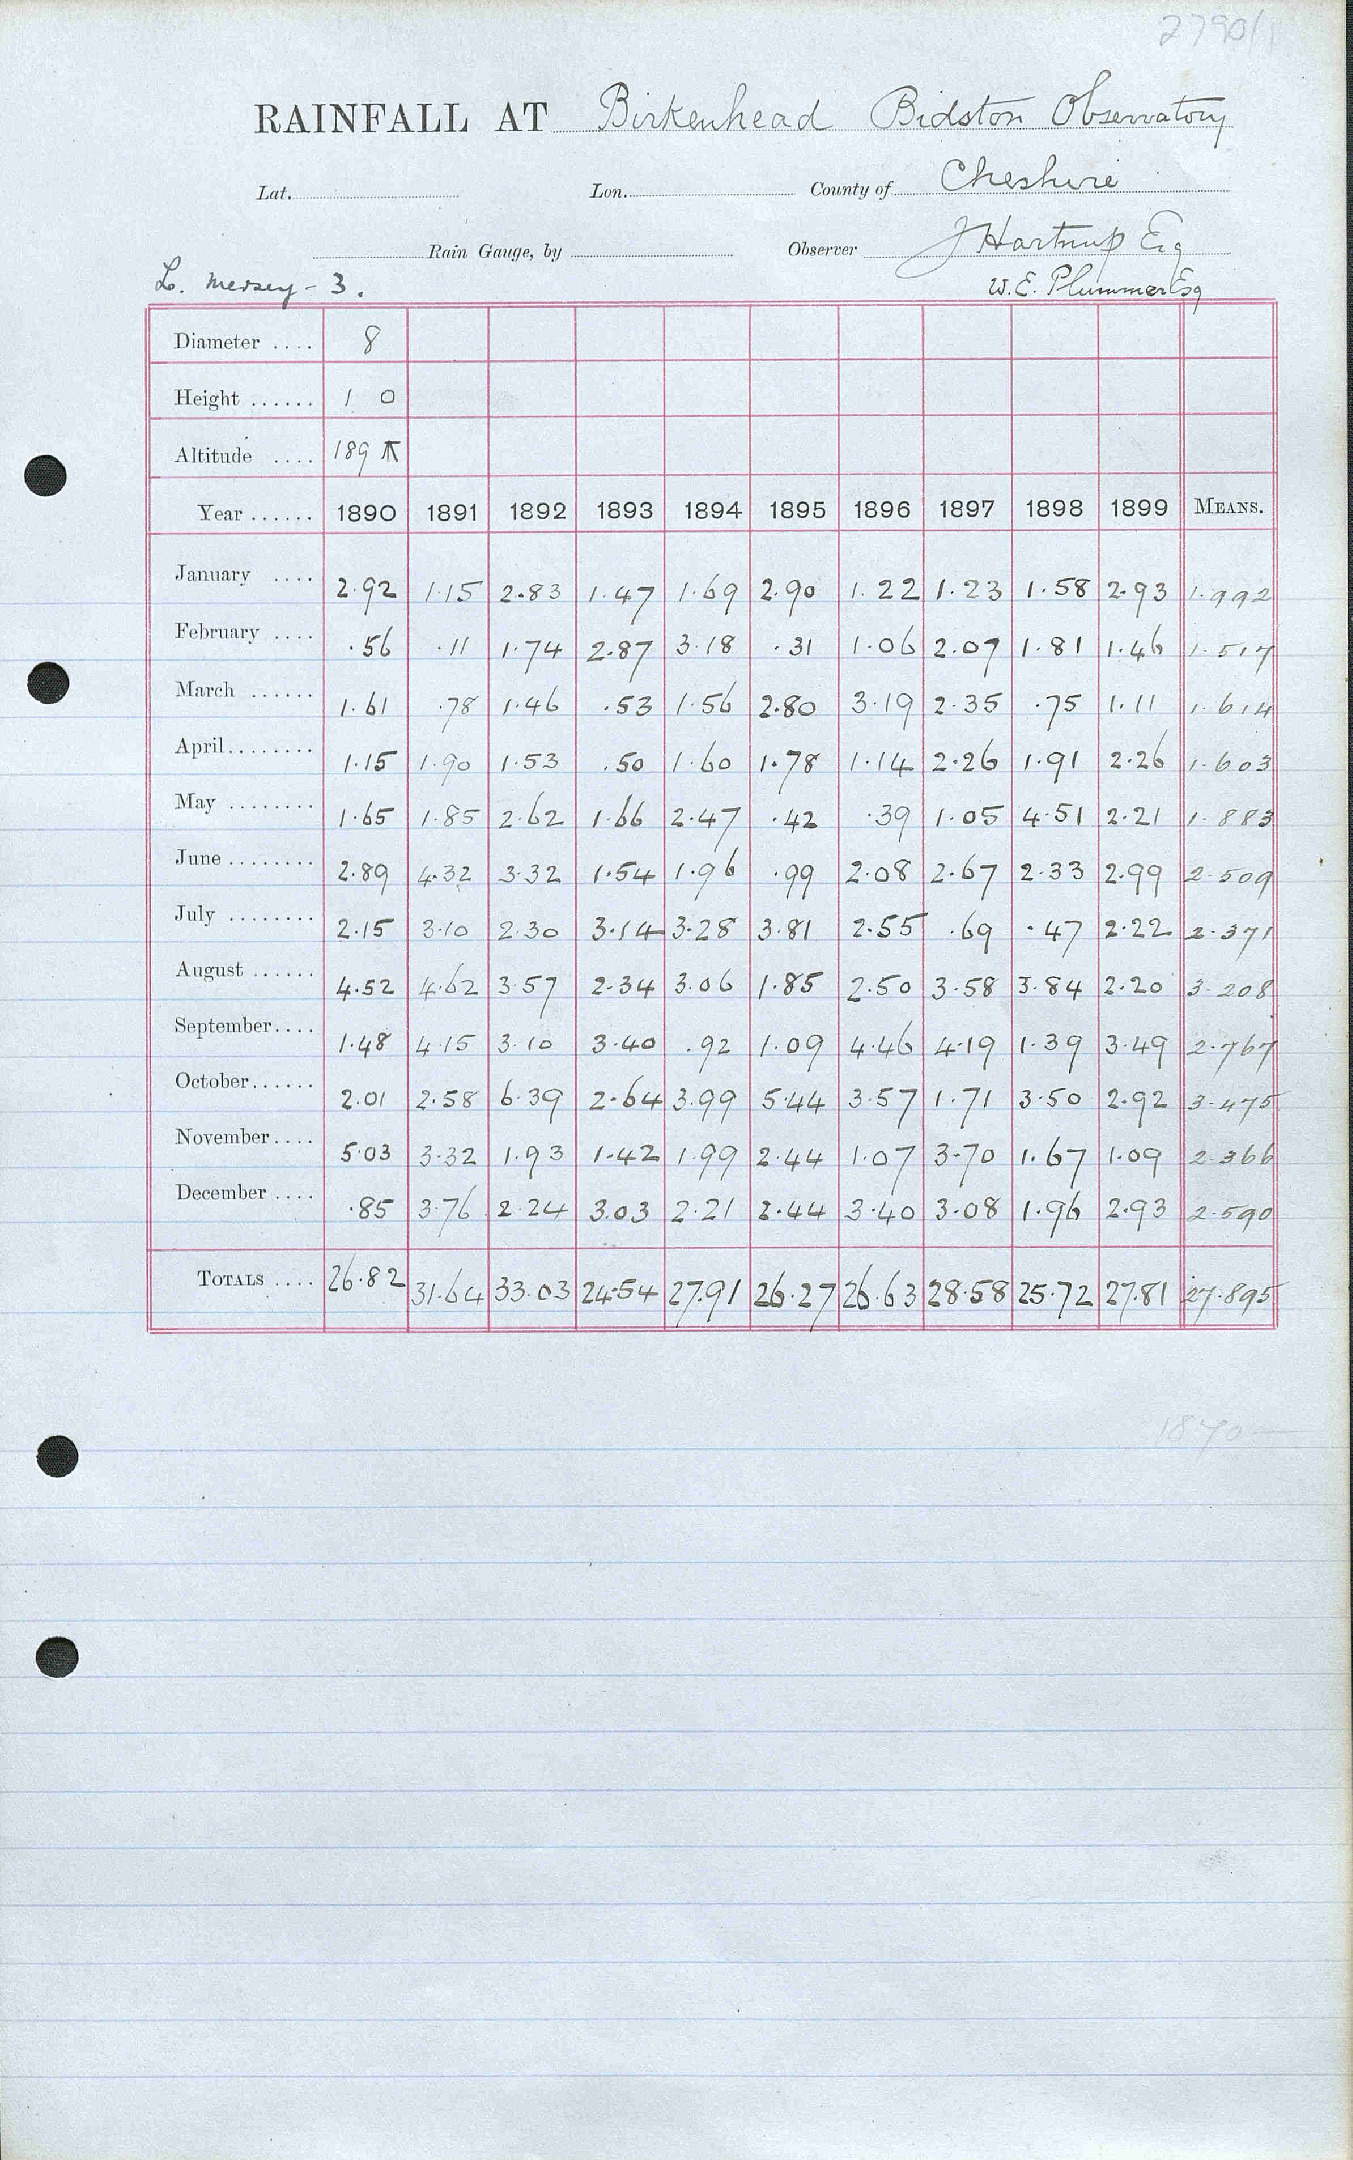 2790/1
RAINFALL AT Birkenhead Bidston Observatory
Lat. Lon. County of Cheshire
Rain Gauge, by Observer J Hartnup Esq
L. Mersey - 3. W. E. Plummer Esq
Diameter .... 8
Height ...... 1 0
Altitude .... 189 ft
Year ...... 1890 1891 1892 1893 1894 1895 1896 1897 1898 1899 MEANS.
January .... 2.92 1.15 2.83 1.47 1.69 2.90 1.22 1.23 1.58 2.93 1.992
February .... .56 .11 1.74 2.87 3.18 .31 1.06 2.07 1.81 1.46 1.517
March ...... 1.61 .78 1.46 .53 1.56 2.80 3.19 2.35 .75 1.11 1.614
April........ 1.15 1.90 1.53 .50 1.60 1.78 1.14 2.26 1.91 2.26 1.603
May ........ 1.65 1.85 2.62 1.66 2.47 .42 .39 1.05 4.51 2.21 1.883
June ........ 2.89 4.32 3.32 1.54 1.96 .99 2.08 2.67 2.33 2.99 2.509
July ........ 2.15 3.10 2.30 3.14 3.28 3.81 2.55 .69 .47 2.22 2.371
August ...... 4.52 4.62 3.57 2.34 3.06 1.85 2.50 3.58 3.84 2.20 3.208
September.... 1.48 4.15 3.10 3.40 .92 1.09 4.46 4.19 1.39 3.49 2.767
October...... 2.01 2.58 6.39 2.64 3.99 5.44 3.57 1.71 3.50 2.92 3.475
November.... 5.03 3.32 1.93 1.42 1.99 2.44 1.07 3.70 1.67 1.09 2.366
December .... .85 3.76 2.24 3.03 2.21 2.44 3.40 3.08 1.96 2.93 2.590
TOTALS .... 26.82 31.64 33.03 24.54 27.91 26.27 26.63 28.58 25.72 27.81 27.895
1870 —